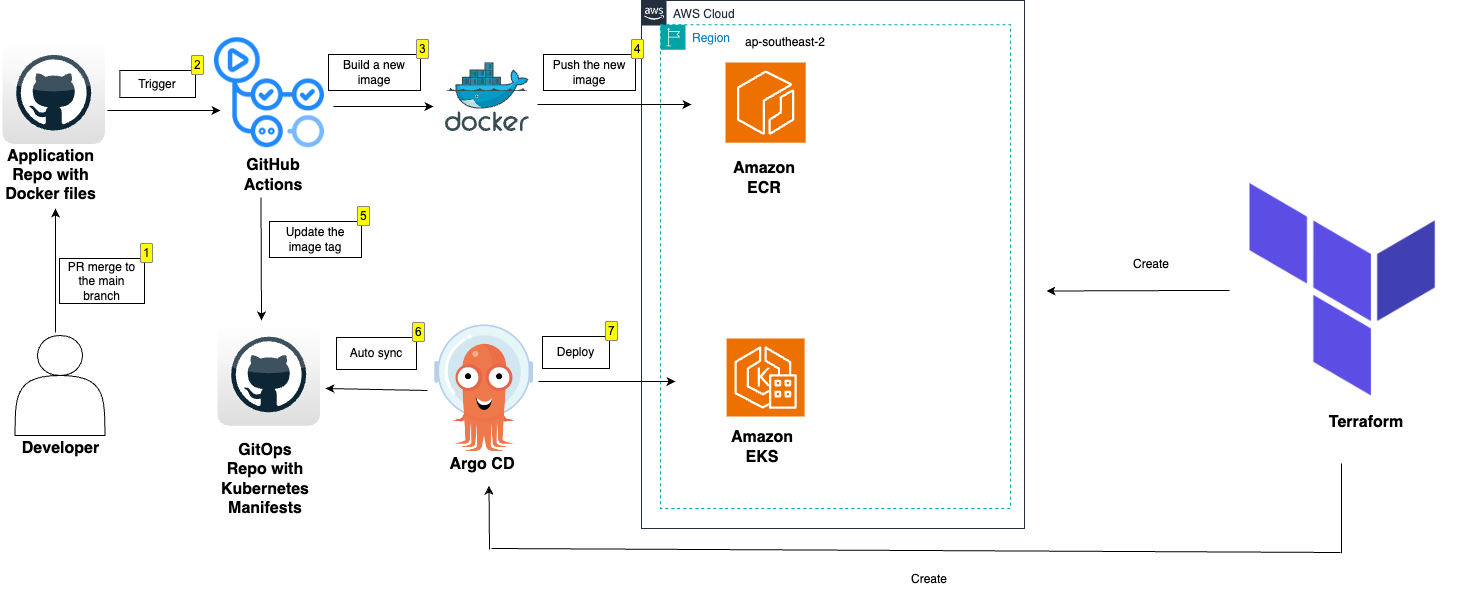 aws
AWS Cloud
Region
ap-southeast-2
1
PR merge to
the main
branch
2
Trigger
3
Build a new
image
4
Push the new
image
docker
Application
Repo with
Docker files
GitHub
Actions
Amazon
ECR
5
Update the
image tag
6
Auto sync
7
Deploy
Create
Developer
GitOps
Repo with
Kubernetes
Manifests
Argo CD
K
Amazon
EKS
Terraform
Create